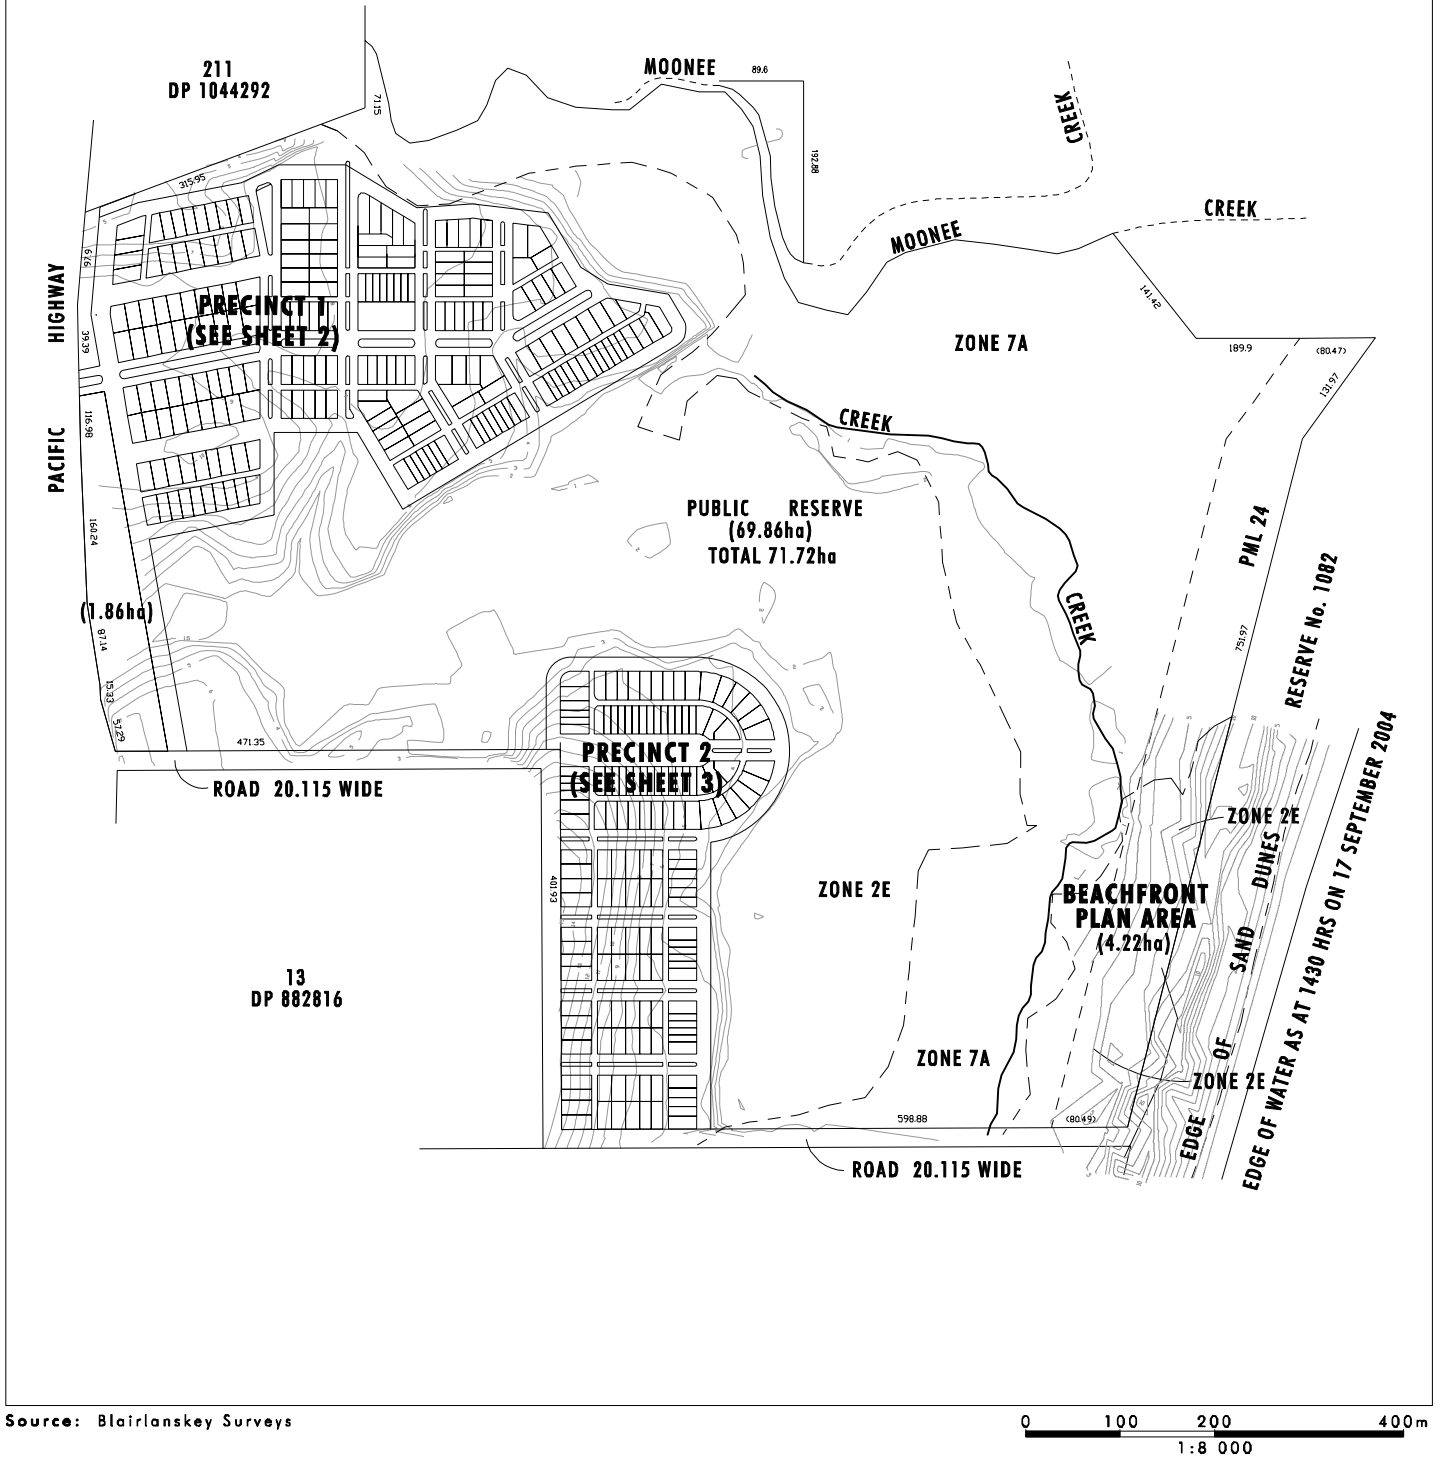 211
DP 1044292
MOONEE
89.6
71.15
CREEK
192.88
315.95
CREEK
MOONEE
97.6
HIGHWAY
PRECINCT 1
(SEE SHEET 2)
39.39
141.42
ZONE 7A
189.9
(80.47)
131.97
116.98
CREEK
PACIFIC
PUBLIC RESERVE
(69.86ha)
TOTAL 71.72ha
160.24
PML 24
RESERVE No. 1082
(1.86ha)
87.14
CREEK
751.97
15.33
57.29
471.35
PRECINCT 2
(SEE SHEET 3)
ROAD 20.115 WIDE
ZONE 2E
EDGE OF SAND DUNES
EDGE OF WATER AS AT 1430 HRS ON 17 SEPTEMBER 2004
401.93
ZONE 2E
BEACHFRONT
PLAN AREA
(4.22ha)
13
DP 882816
ZONE 7A
ZONE 2E
598.88
(80.49)
ROAD 20.115 WIDE
Source: Blairlanskey Surveys
0 100 200 400m
1:8 000